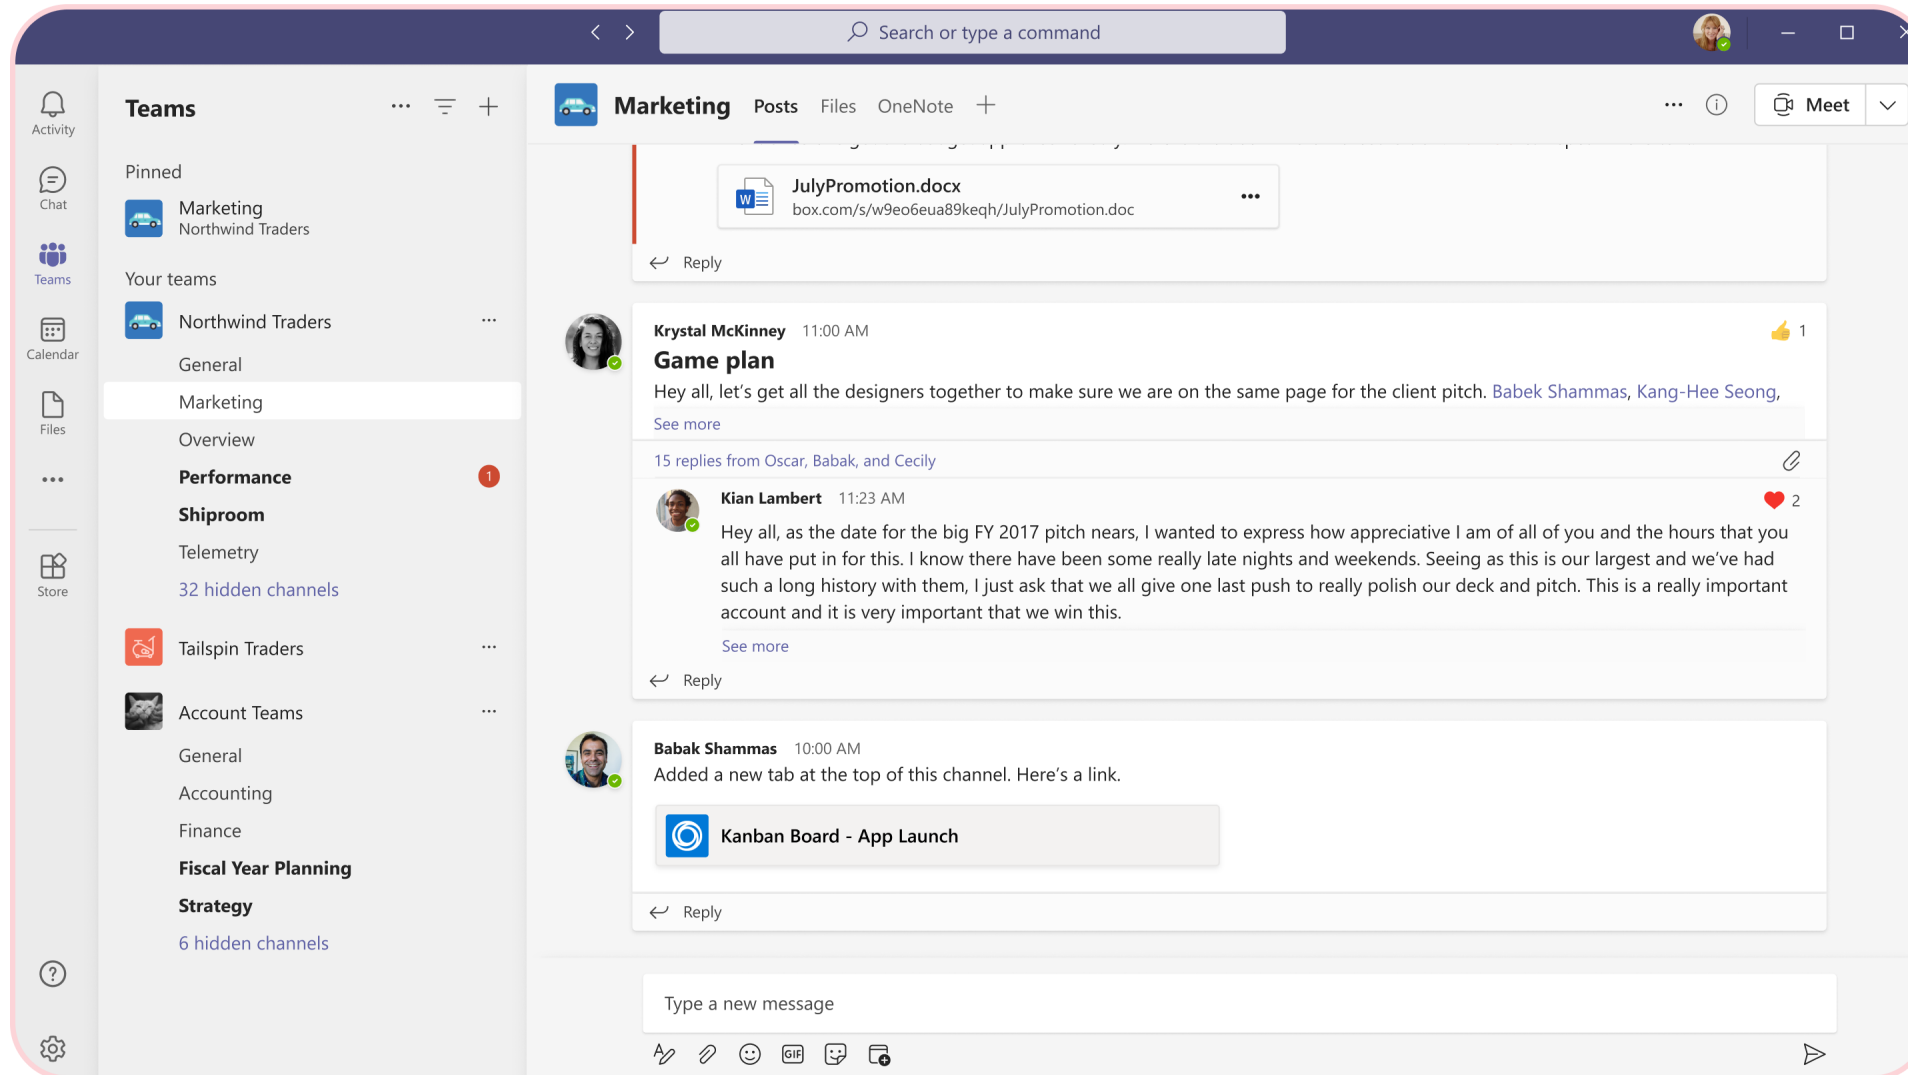 Search or type a command
Activity
Chat
Teams
Calendar
Files
Store
Teams
Pinned
Marketing
Northwind Traders
Your teams
Northwind Traders
General
Marketing
Overview
Performance 1
Shiproom
Telemetry
32 hidden channels
Tailspin Traders
Account Teams
General
Accounting
Finance
Fiscal Year Planning
Strategy
6 hidden channels
Marketing Posts Files OneNote
Meet
W
JulyPromotion.docx
box.com/s/w9eo6eua89keqh/JulyPromotion.doc
Reply
Krystal McKinney 11:00 AM 1
Game plan
Hey all, let’s get all the designers together to make sure we are on the same page for the client pitch. Babek Shammas, Kang-Hee Seong,
See more
15 replies from Oscar, Babak, and Cecily
Kian Lambert 11:23 AM 2
Hey all, as the date for the big FY 2017 pitch nears, I wanted to express how appreciative I am of all of you and the hours that you
all have put in for this. I know there have been some really late nights and weekends. Seeing as this is our largest and we’ve had
such a long history with them, I just ask that we all give one last push to really polish our deck and pitch. This is a really important
account and it is very important that we win this.
See more
Reply
Babak Shammas 10:00 AM
Added a new tab at the top of this channel. Here’s a link.
Kanban Board - App Launch
Reply
Type a new message
GIF